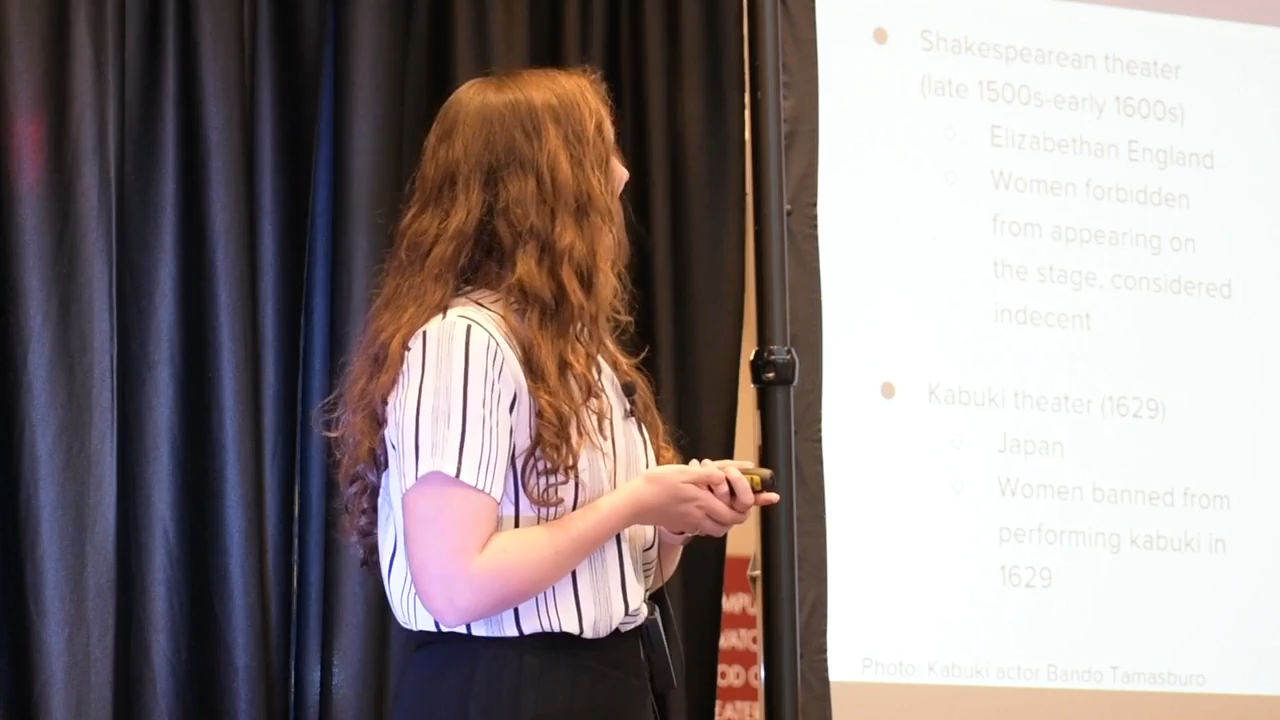 Shakespearean theater
(late 1500s-early 1600s)
Elizabethan England
Women forbidden
from appearing on
the stage, considered
indecent
Kabuki theater (1629)
Japan
Women banned from
performing kabuki in
1629
Photo: Kabuki actor Bando Tamasburo